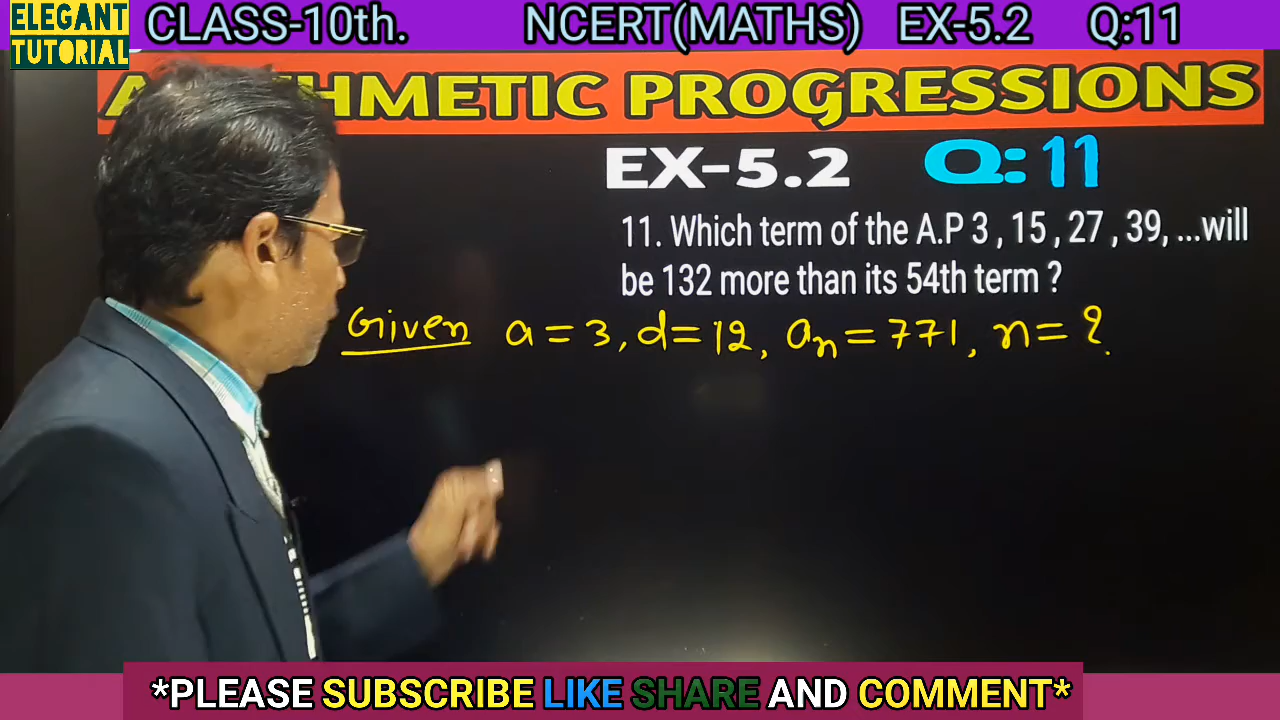 ELEGANT
TUTORIAL
CLASS-10th. NCERT(MATHS) EX-5.2 Q:11
HMETIC PROGRESSIONS
EX-5.2 Q:11
11. Which term of the A.P 3 , 15 , 27 , 39, ...will
be 132 more than its 54th term ?
Given a = 3, d = 12, aₙ = 771, n = ?
*PLEASE SUBSCRIBE LIKE SHARE AND COMMENT*